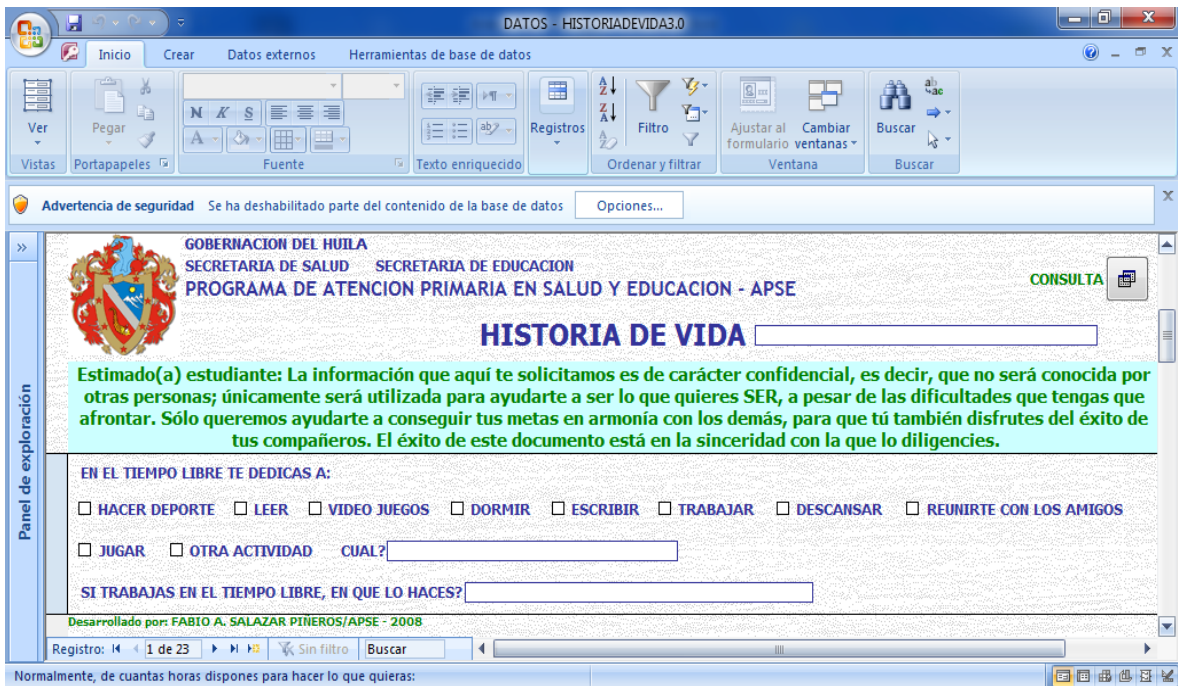 DATOS - HISTORIADEVIDA3.0
Inicio Crear Datos externos Herramientas de base de datos
Ver Pegar N K S A Registros Filtro Ajustar al formulario Cambiar ventanas Buscar
Vistas Portapapeles Fuente Texto enriquecido Ordenar y filtrar Ventana Buscar
Advertencia de seguridad Se ha deshabilitado parte del contenido de la base de datos Opciones...
Panel de exploración
GOBERNACION DEL HUILA
SECRETARIA DE SALUD SECRETARIA DE EDUCACION
PROGRAMA DE ATENCION PRIMARIA EN SALUD Y EDUCACION - APSE
CONSULTA
HISTORIA DE VIDA
Estimado(a) estudiante: La información que aquí te solicitamos es de carácter confidencial, es decir, que no será conocida por
otras personas; únicamente será utilizada para ayudarte a ser lo que quieres SER, a pesar de las dificultades que tengas que
afrontar. Sólo queremos ayudarte a conseguir tus metas en armonía con los demás, para que tú también disfrutes del éxito de
tus compañeros. El éxito de este documento está en la sinceridad con la que lo diligencies.
EN EL TIEMPO LIBRE TE DEDICAS A:
HACER DEPORTE LEER VIDEO JUEGOS DORMIR ESCRIBIR TRABAJAR DESCANSAR REUNIRTE CON LOS AMIGOS
JUGAR OTRA ACTIVIDAD CUAL?
SI TRABAJAS EN EL TIEMPO LIBRE, EN QUE LO HACES?
Desarrollado por: FABIO A. SALAZAR PIÑEROS/APSE - 2008
Registro: 1 de 23 Sin filtro Buscar
Normalmente, de cuantas horas dispones para hacer lo que quieras: